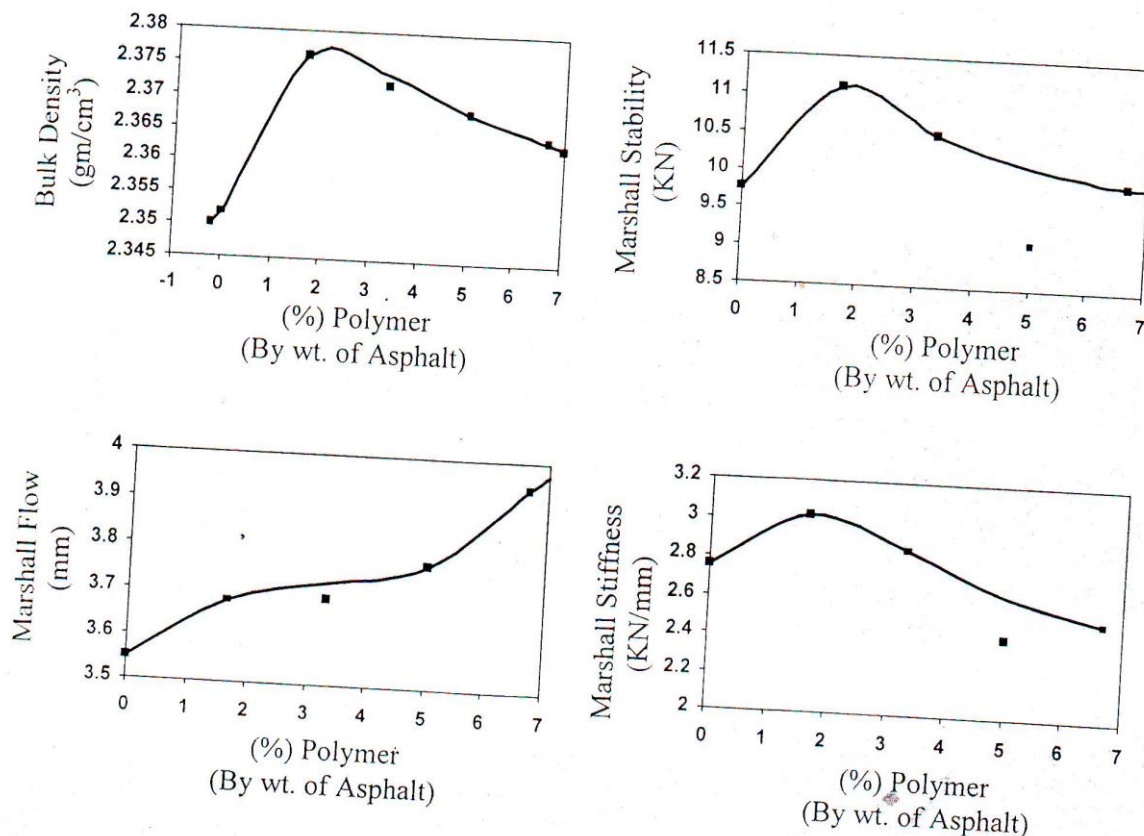 Bulk Density
(gm/cm³)
2.38
2.375
2.37
2.365
2.36
2.355
2.35
2.345
-1 0 1 2 3 4 5 6 7
(%) Polymer
(By wt. of Asphalt)
Marshall Stability
(KN)
11.5
11
10.5
10
9.5
9
8.5
0 1 2 3 4 5 6 7
(%) Polymer
(By wt. of Asphalt)
Marshall Flow
(mm)
4
3.9
3.8
3.7
3.6
3.5
0 1 2 3 4 5 6 7
(%) Polymer
(By wt. of Asphalt)
Marshall Stiffness
(KN/mm)
3.2
3
2.8
2.6
2.4
2.2
2
0 1 2 3 4 5 6 7
(%) Polymer
(By wt. of Asphalt)